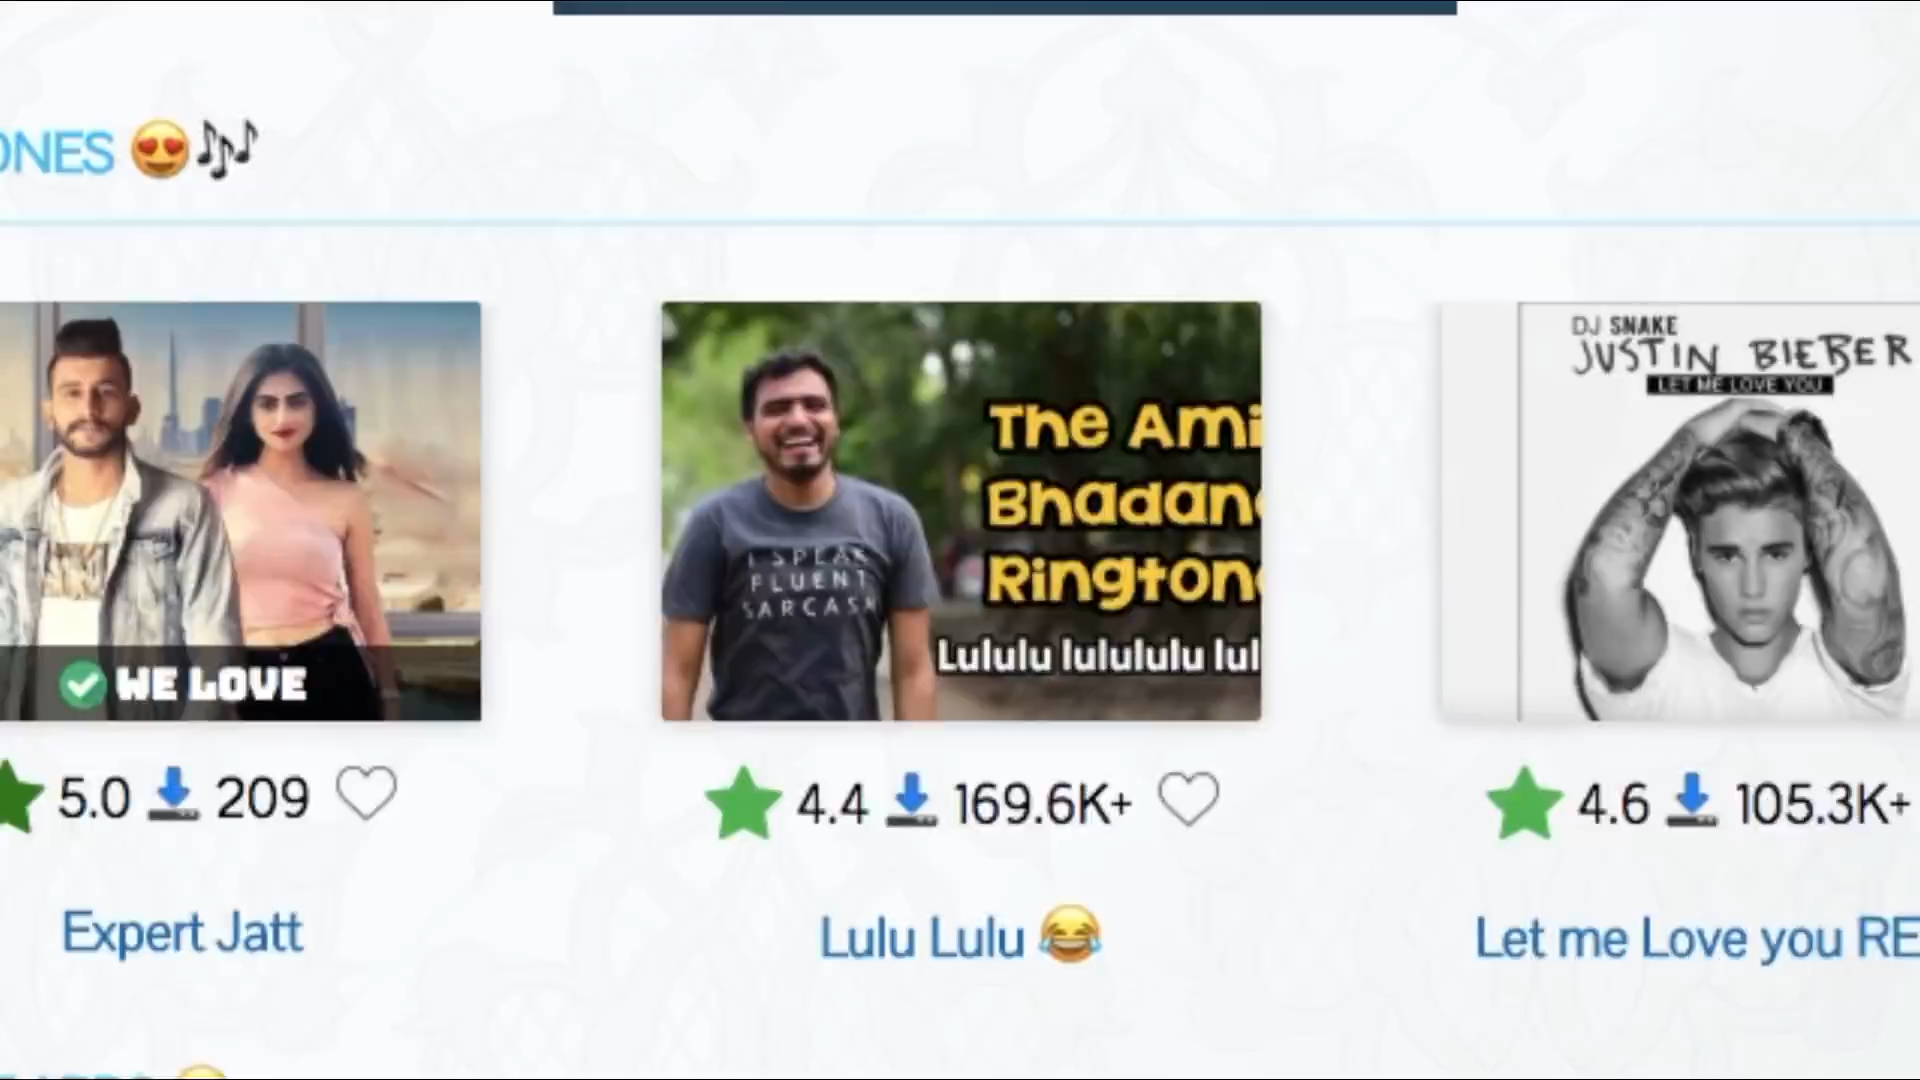 ONES 😍🎶
WE LOVE
The Ami
Bhadan
Rington
Lululu lulululu lul
I SPEAK
FLUENT
SARCASM
DJ SNAKE
JUSTIN BIEBER
LET ME LOVE YOU
5.0 209
4.4 169.6K+
4.6 105.3K+
Expert Jatt
Lulu Lulu 😂
Let me Love you RE